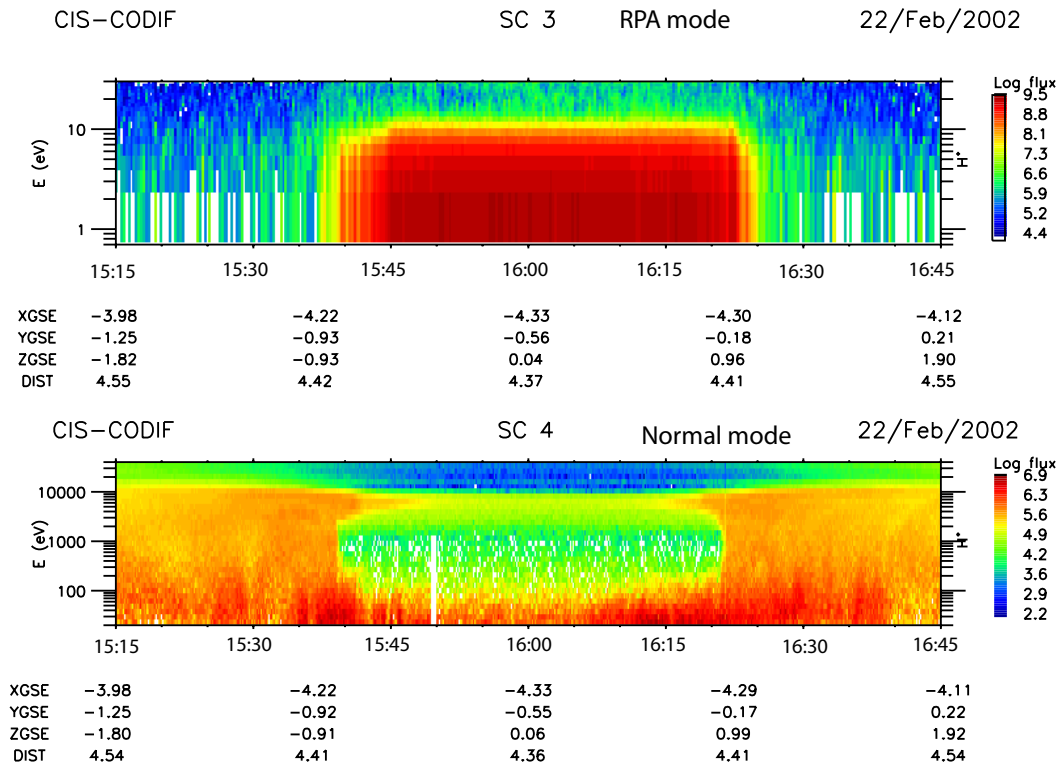 CIS-CODIF SC 3 RPA mode 22/Feb/2002
Log flux
9.5
8.8
8.1
7.3
6.6
5.9
5.2
4.4
E (eV)
10
1
H+
15:15 15:30 15:45 16:00 16:15 16:30 16:45
XGSE -3.98 -4.22 -4.33 -4.30 -4.12
YGSE -1.25 -0.93 -0.56 -0.18 0.21
ZGSE -1.82 -0.93 0.04 0.96 1.90
DIST 4.55 4.42 4.37 4.41 4.55
CIS-CODIF SC 4 Normal mode 22/Feb/2002
Log flux
6.9
6.3
5.6
4.9
4.2
3.6
2.9
2.2
E (eV)
10000
1000
100
H+
15:15 15:30 15:45 16:00 16:15 16:30 16:45
XGSE -3.98 -4.22 -4.33 -4.29 -4.11
YGSE -1.25 -0.92 -0.55 -0.17 0.22
ZGSE -1.80 -0.91 0.06 0.99 1.92
DIST 4.54 4.41 4.36 4.41 4.54